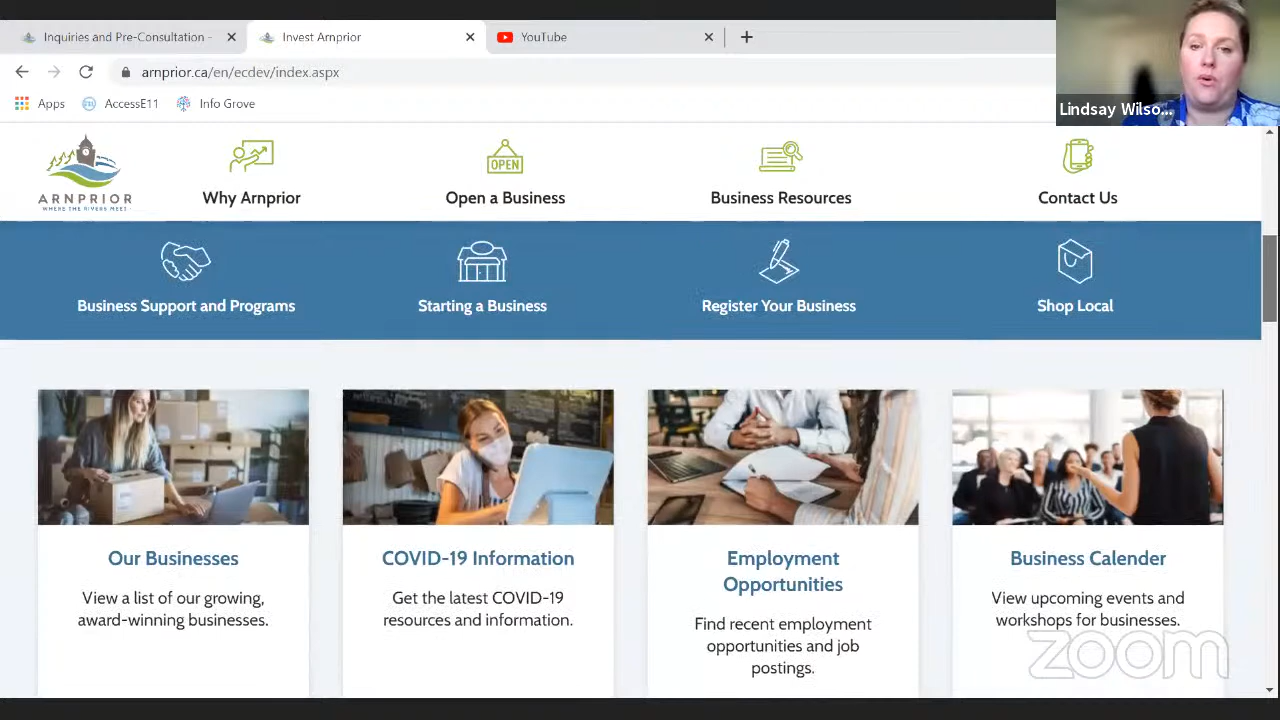 Inquiries and Pre-Consultation -
Invest Arnprior
YouTube
arnprior.ca/en/ecdev/index.aspx
Apps
AccessE11
Info Grove
Lindsay Wilso...
ARNPRIOR
WHERE THE RIVERS MEET
Why Arnprior
OPEN
Open a Business
Business Resources
Contact Us
Business Support and Programs
Starting a Business
Register Your Business
Shop Local
Our Businesses
View a list of our growing,
award-winning businesses.
COVID-19 Information
Get the latest COVID-19
resources and information.
Employment
Opportunities
Find recent employment
opportunities and job
postings.
Business Calender
View upcoming events and
workshops for businesses.
zoom